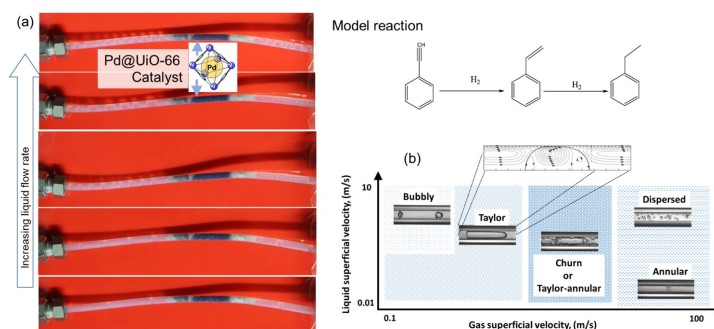 (a)
Pd@UiO-66
Catalyst
Pd
Increasing liquid flow rate
Model reaction
CH
H2
H2
(b)
Liquid superficial velocity, (m/s)
10
0.01
Bubbly
Taylor
Churn
or
Taylor-annular
Dispersed
Annular
0.1
Gas superficial velocity, (m/s)
100